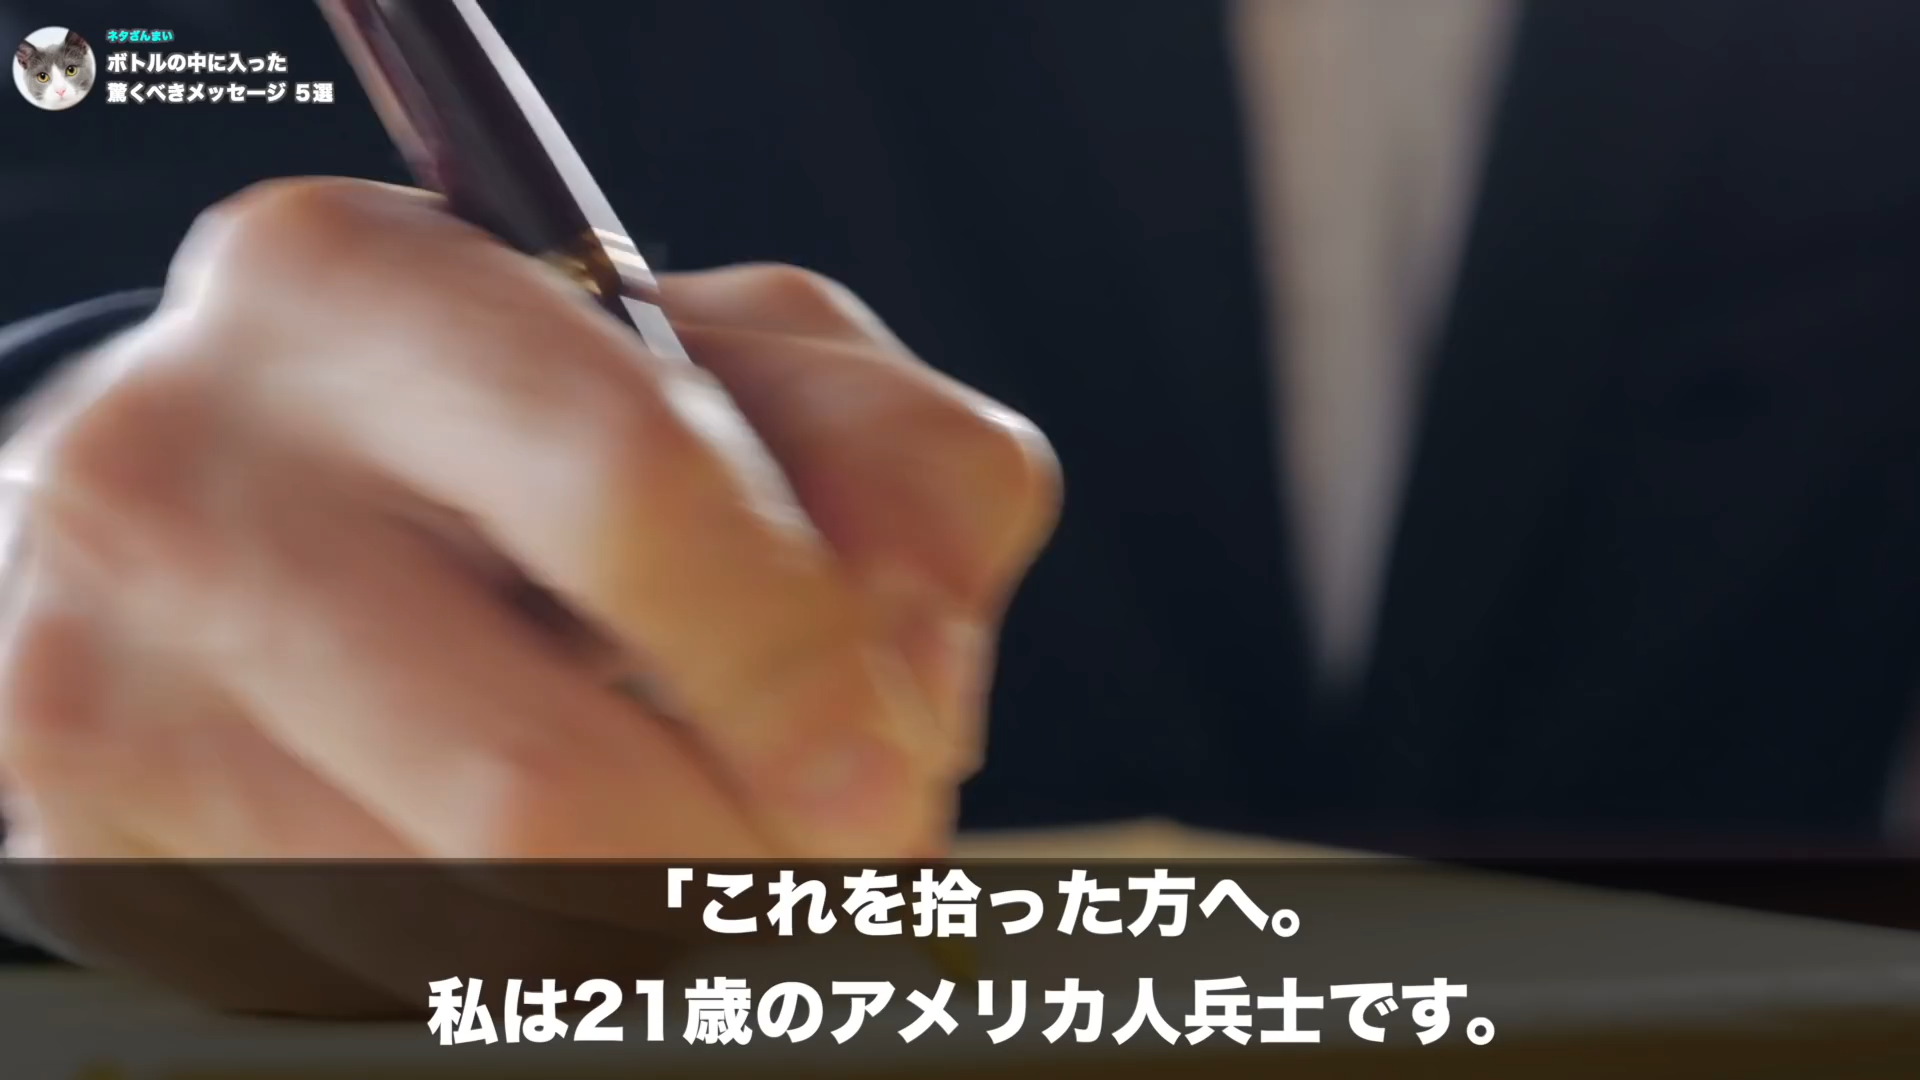 ネタざんまい
ボトルの中に入った
驚くべきメッセージ 5選
「これを拾った方へ。
私は21歳のアメリカ人兵士です。